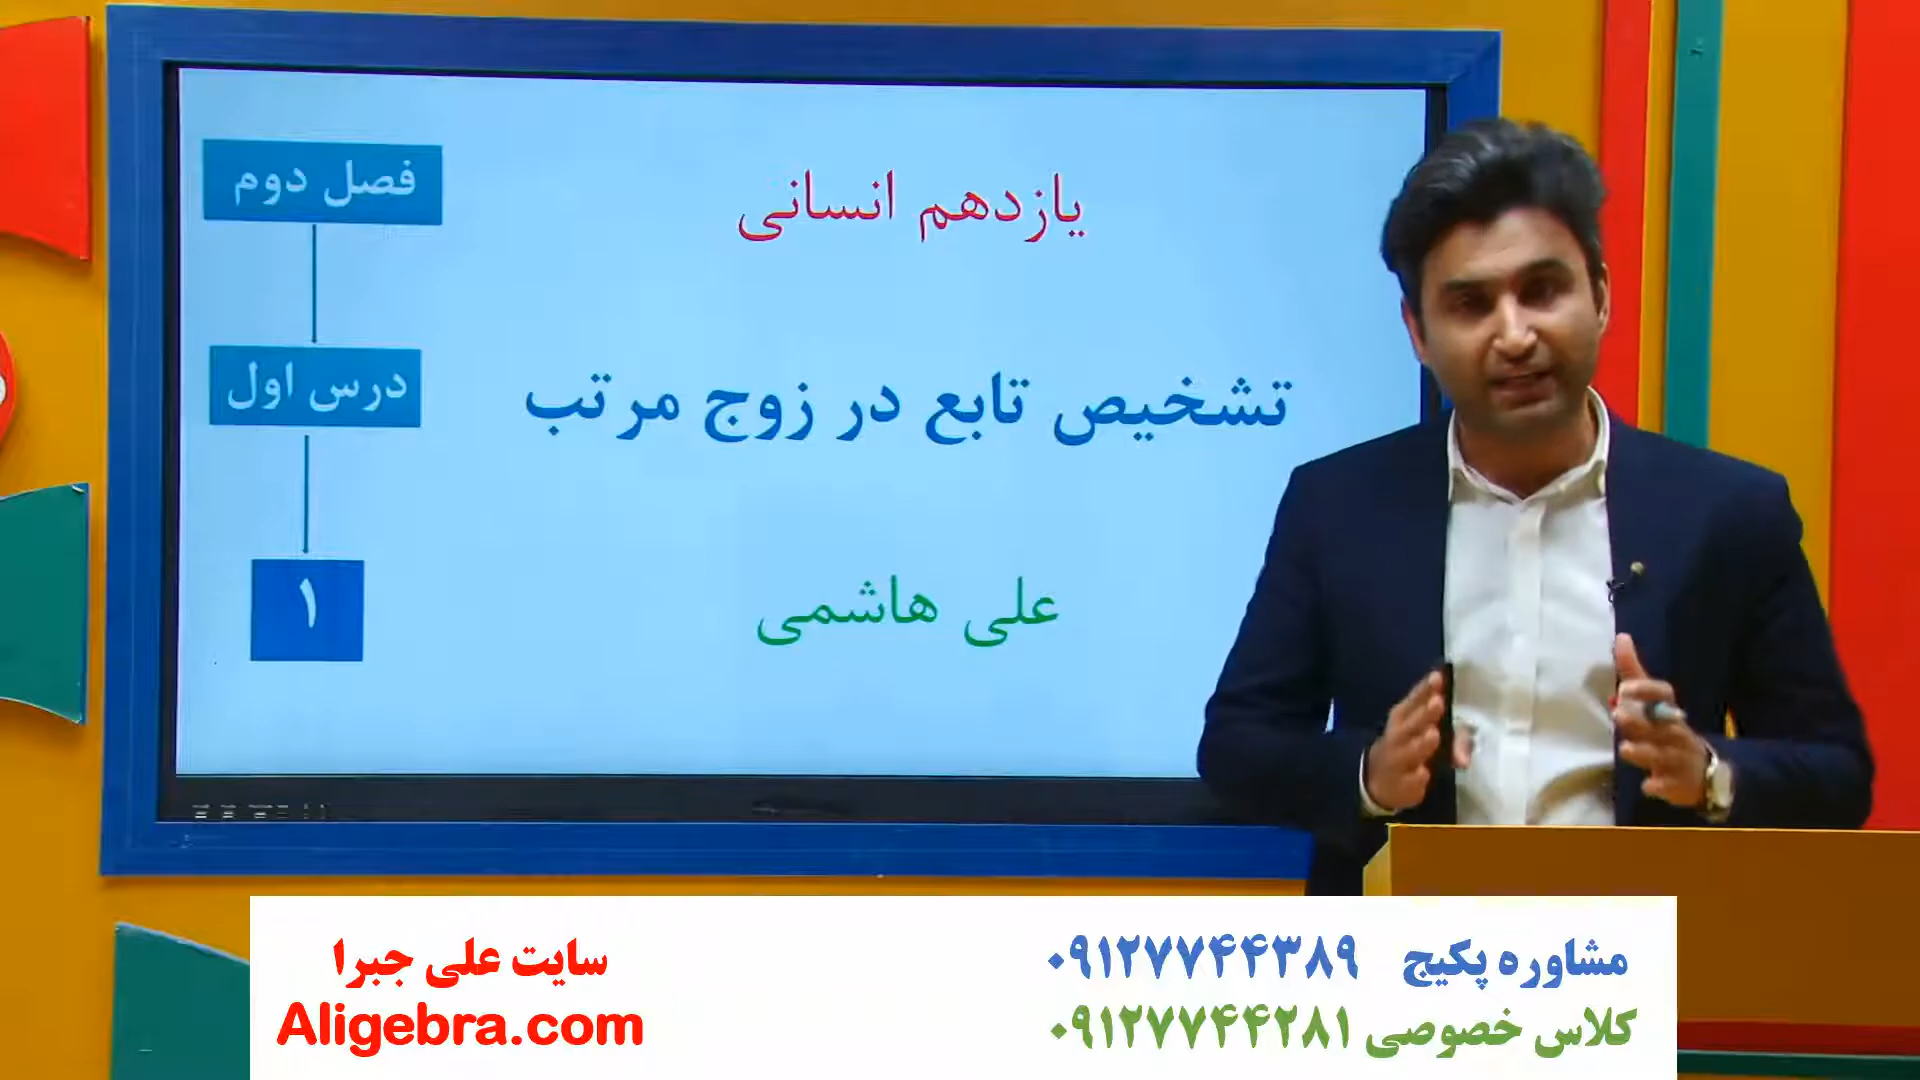 یازدهم انسانی
تشخیص تابع در زوج مرتب
علی هاشمی
فصل دوم
درس اول
۱
مشاوره پکیج ۰۹۱۲۷۷۴۴۳۸۹
کلاس خصوصی ۰۹۱۲۷۷۴۴۲۸۱
سایت علی جبرا
Aligebra.com